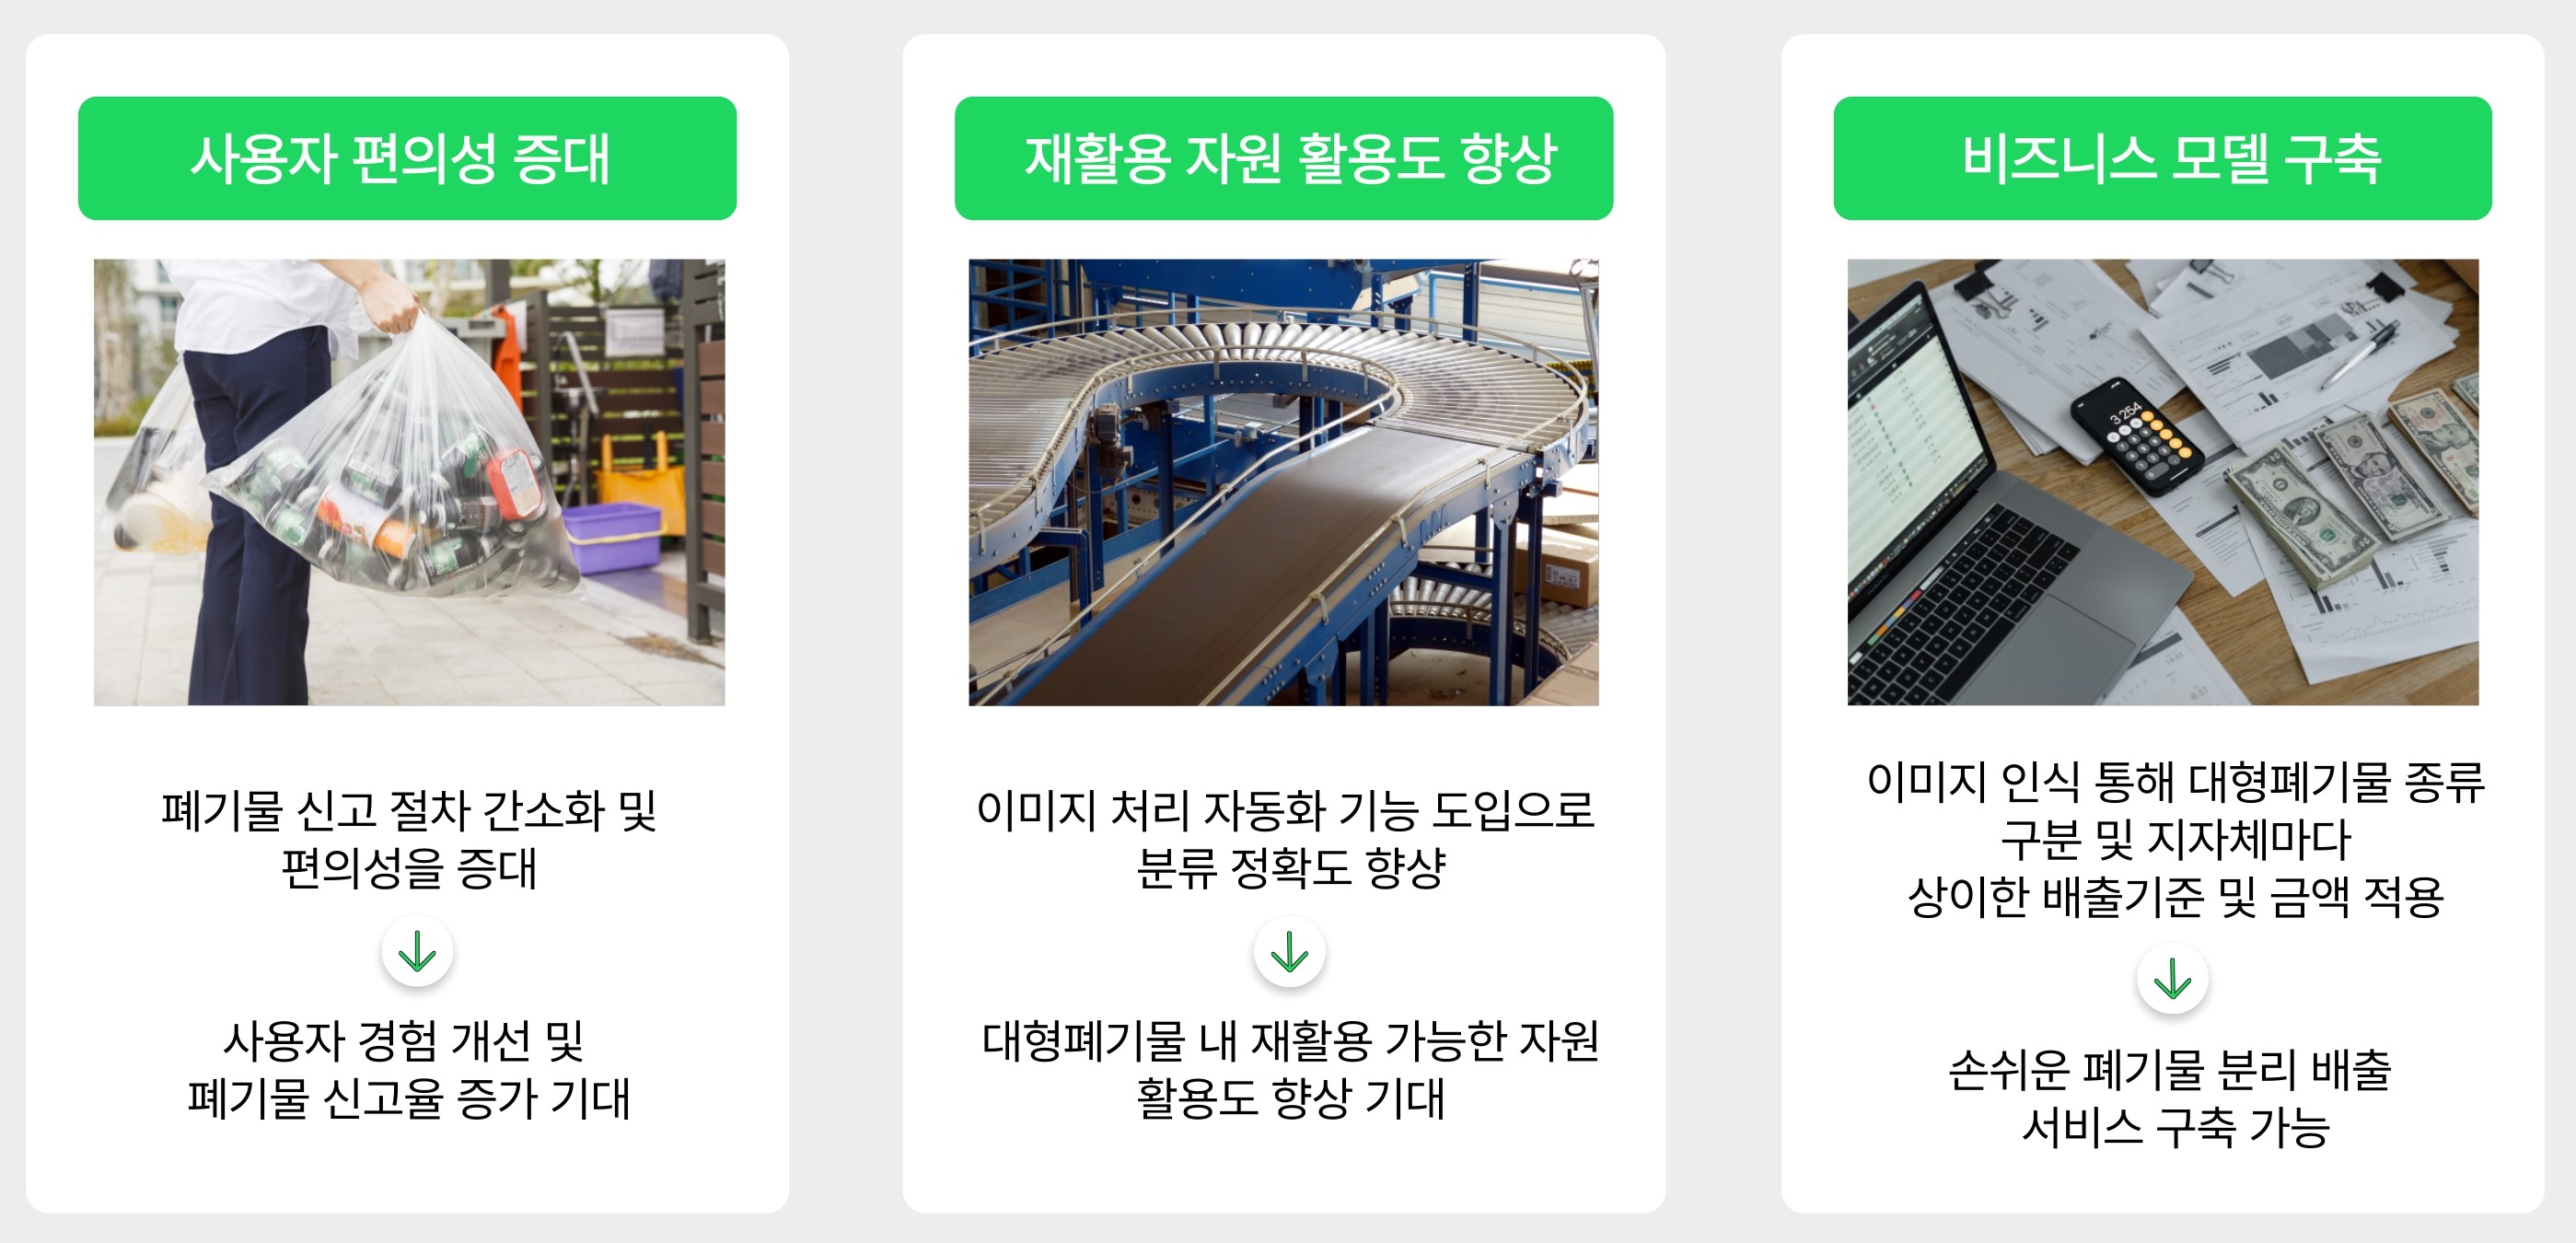 사용자 편의성 증대
폐기물 신고 절차 간소화 및
편의성을 증대
사용자 경험 개선 및
폐기물 신고율 증가 기대
재활용 자원 활용도 향상
이미지 처리 자동화 기능 도입으로
분류 정확도 향샹
대형폐기물 내 재활용 가능한 자원
활용도 향상 기대
비즈니스 모델 구축
3 254
이미지 인식 통해 대형폐기물 종류
구분 및 지자체마다
상이한 배출기준 및 금액 적용
손쉬운 폐기물 분리 배출
서비스 구축 가능